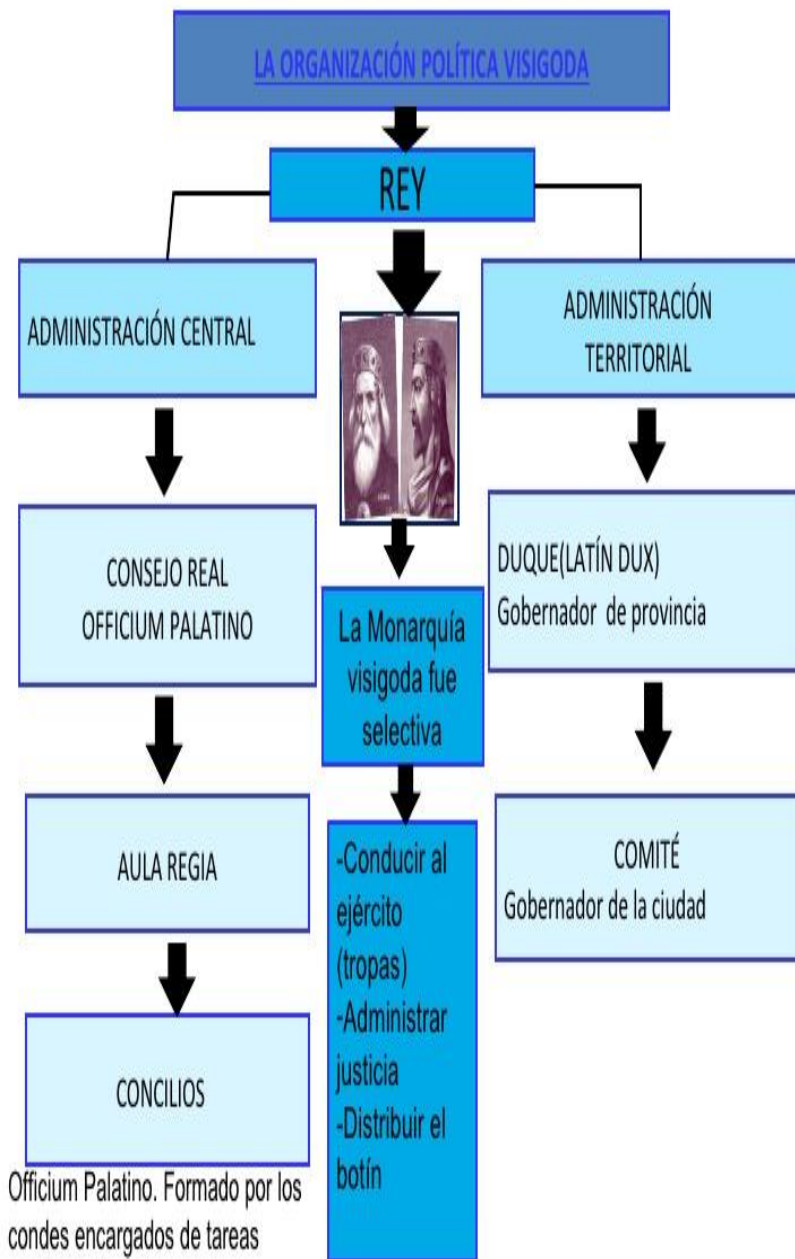 LA ORGANIZACIÓN POLÍTICA VISIGODA
REY
ADMINISTRACIÓN CENTRAL
ADMINISTRACIÓN
TERRITORIAL
CONSEJO REAL
OFFICIUM PALATINO
DUQUE(LATÍN DUX)
Gobernador de provincia
La Monarquía
visigoda fue
selectiva
AULA REGIA
-Conducir al
ejército
(tropas)
-Administrar
justicia
-Distribuir el
botín
COMITÉ
Gobernador de la ciudad
CONCILIOS
Officium Palatino. Formado por los
condes encargados de tareas